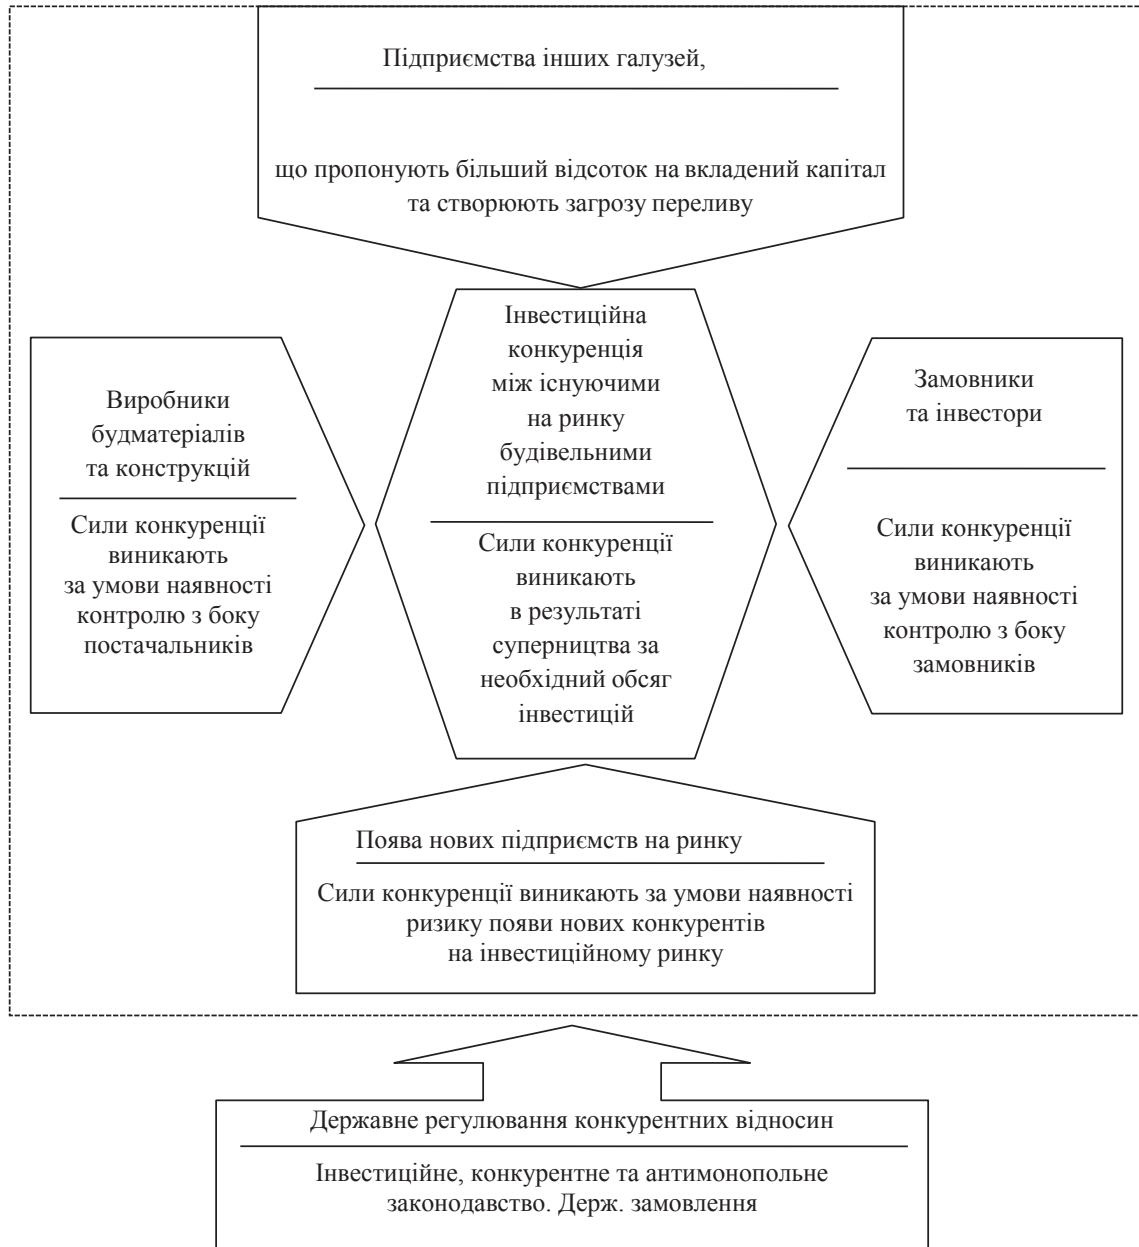 Підприємства інших галузей,
що пропонують більший відсоток на вкладений капітал
та створюють загрозу переливу
Виробники
будматеріалів
та конструкцій
Сили конкуренції
виникають
за умови наявності
контролю з боку
постачальників
Інвестиційна
конкуренція
між існуючими
на ринку
будівельними
підприємствами
Сили конкуренції
виникають
в результаті
суперництва за
необхідний обсяг
інвестицій
Замовники
та інвестори
Сили конкуренції
виникають
за умови наявності
контролю з боку
замовників
Поява нових підприємств на ринку
Сили конкуренції виникають за умови наявності
ризику появи нових конкурентів
на інвестиційному ринку
Державне регулювання конкурентних відносин
Інвестиційне, конкурентне та антимонопольне
законодавство. Держ. замовлення